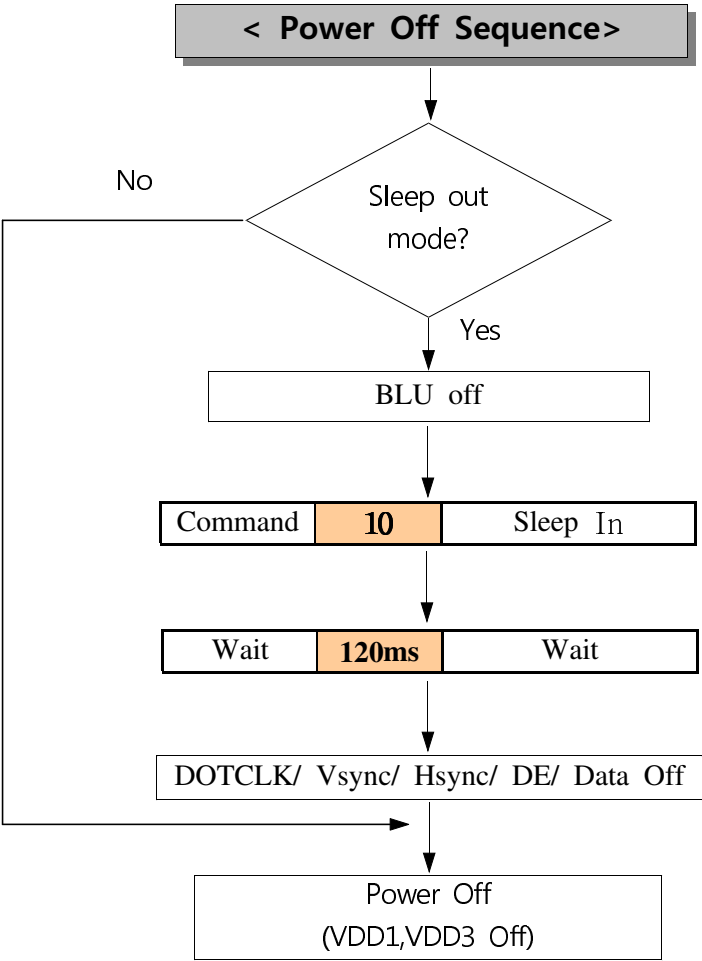 < Power Off Sequence>
No
Sleep out
mode?
Yes
BLU off
Command 10 Sleep In
Wait 120ms Wait
DOTCLK/ Vsync/ Hsync/ DE/ Data Off
Power Off
(VDD1,VDD3 Off)